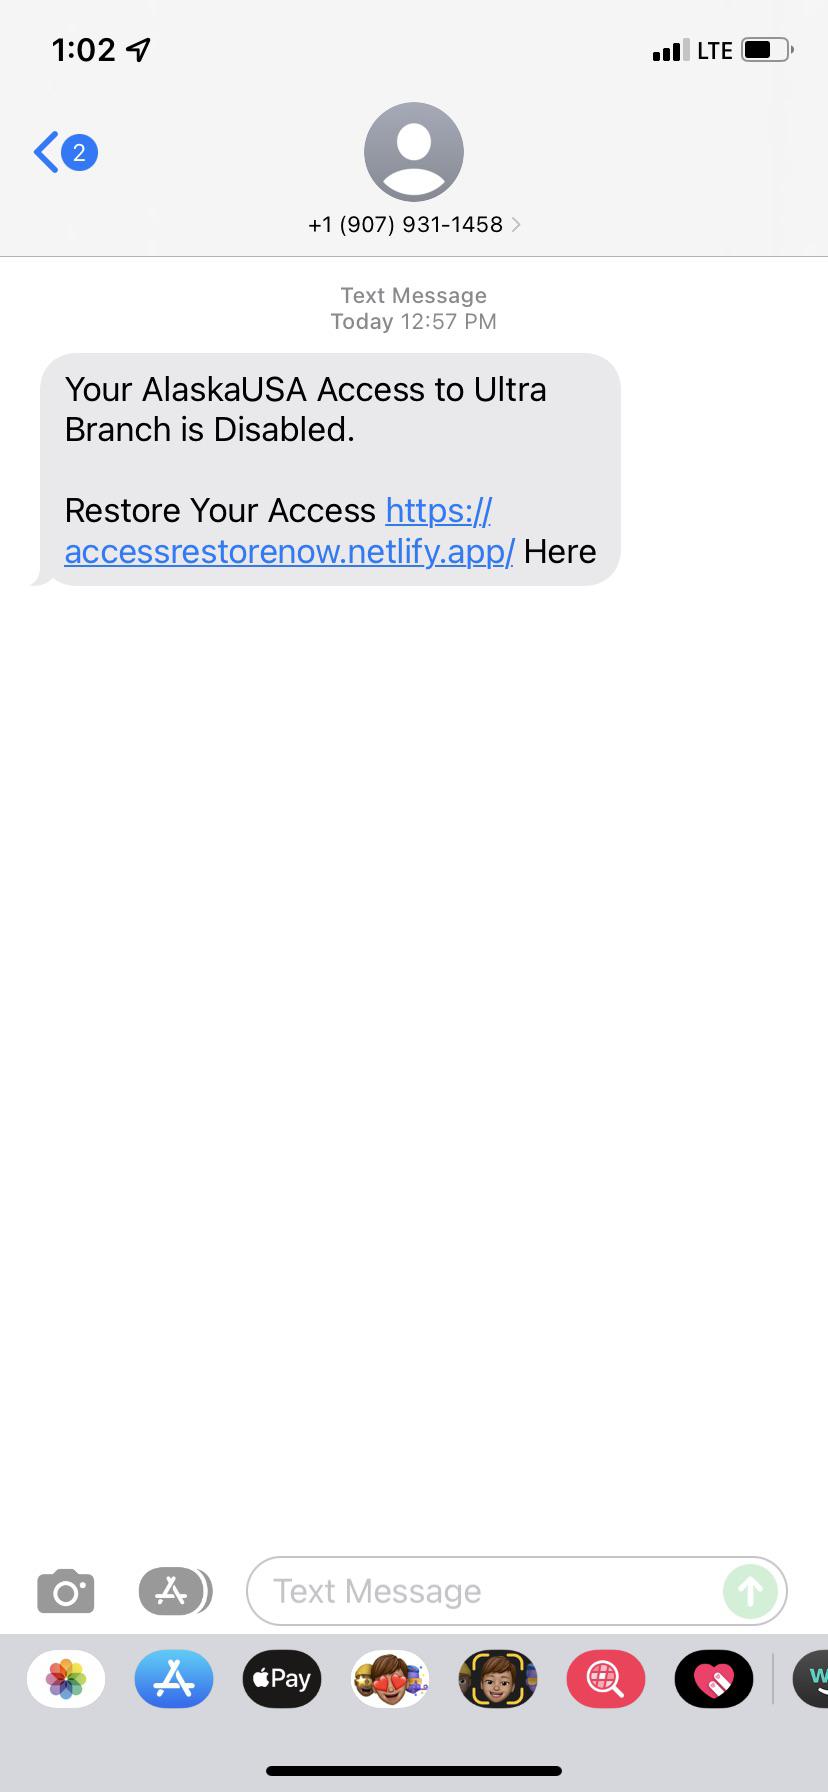 1:02
LTE
2
+1 (907) 931-1458
Text Message
Today 12:57 PM
Your AlaskaUSA Access to Ultra
Branch is Disabled.
Restore Your Access https://
accessrestorenow.netlify.app/ Here
Text Message
Pay
W